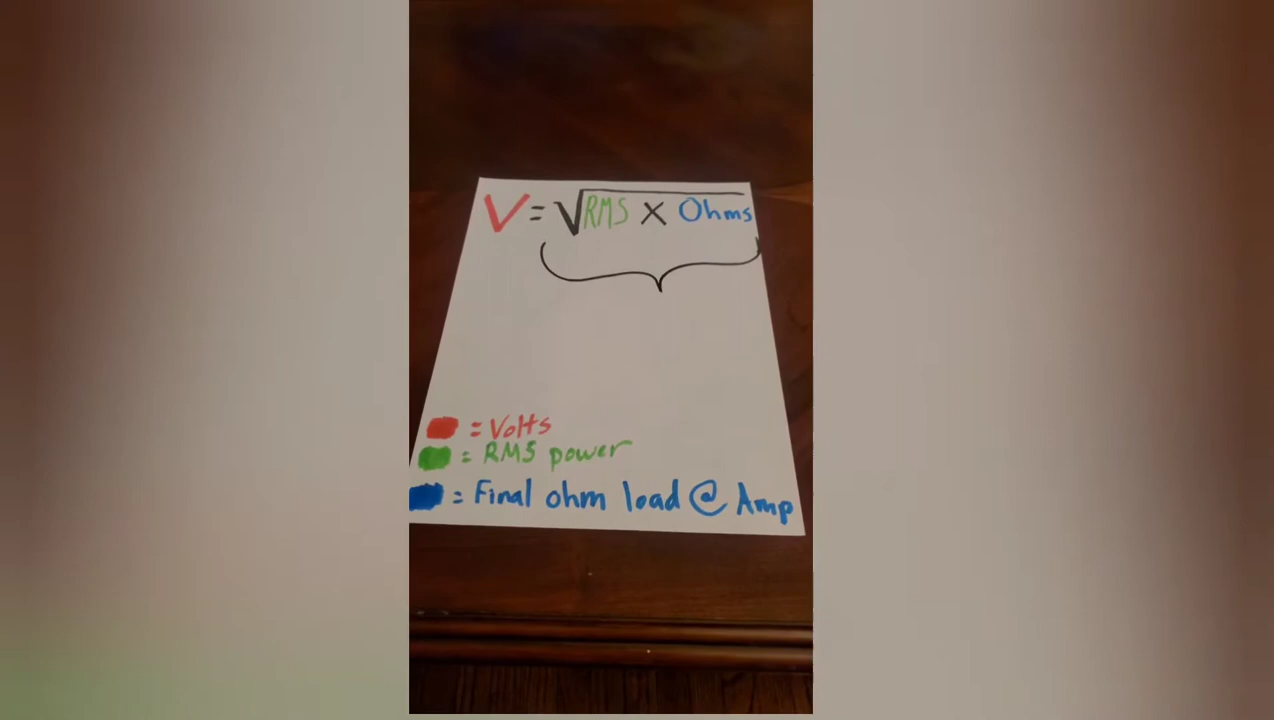 V = √RMS X Ohms
= Volts
= RMS power
= Final ohm load @ Amp